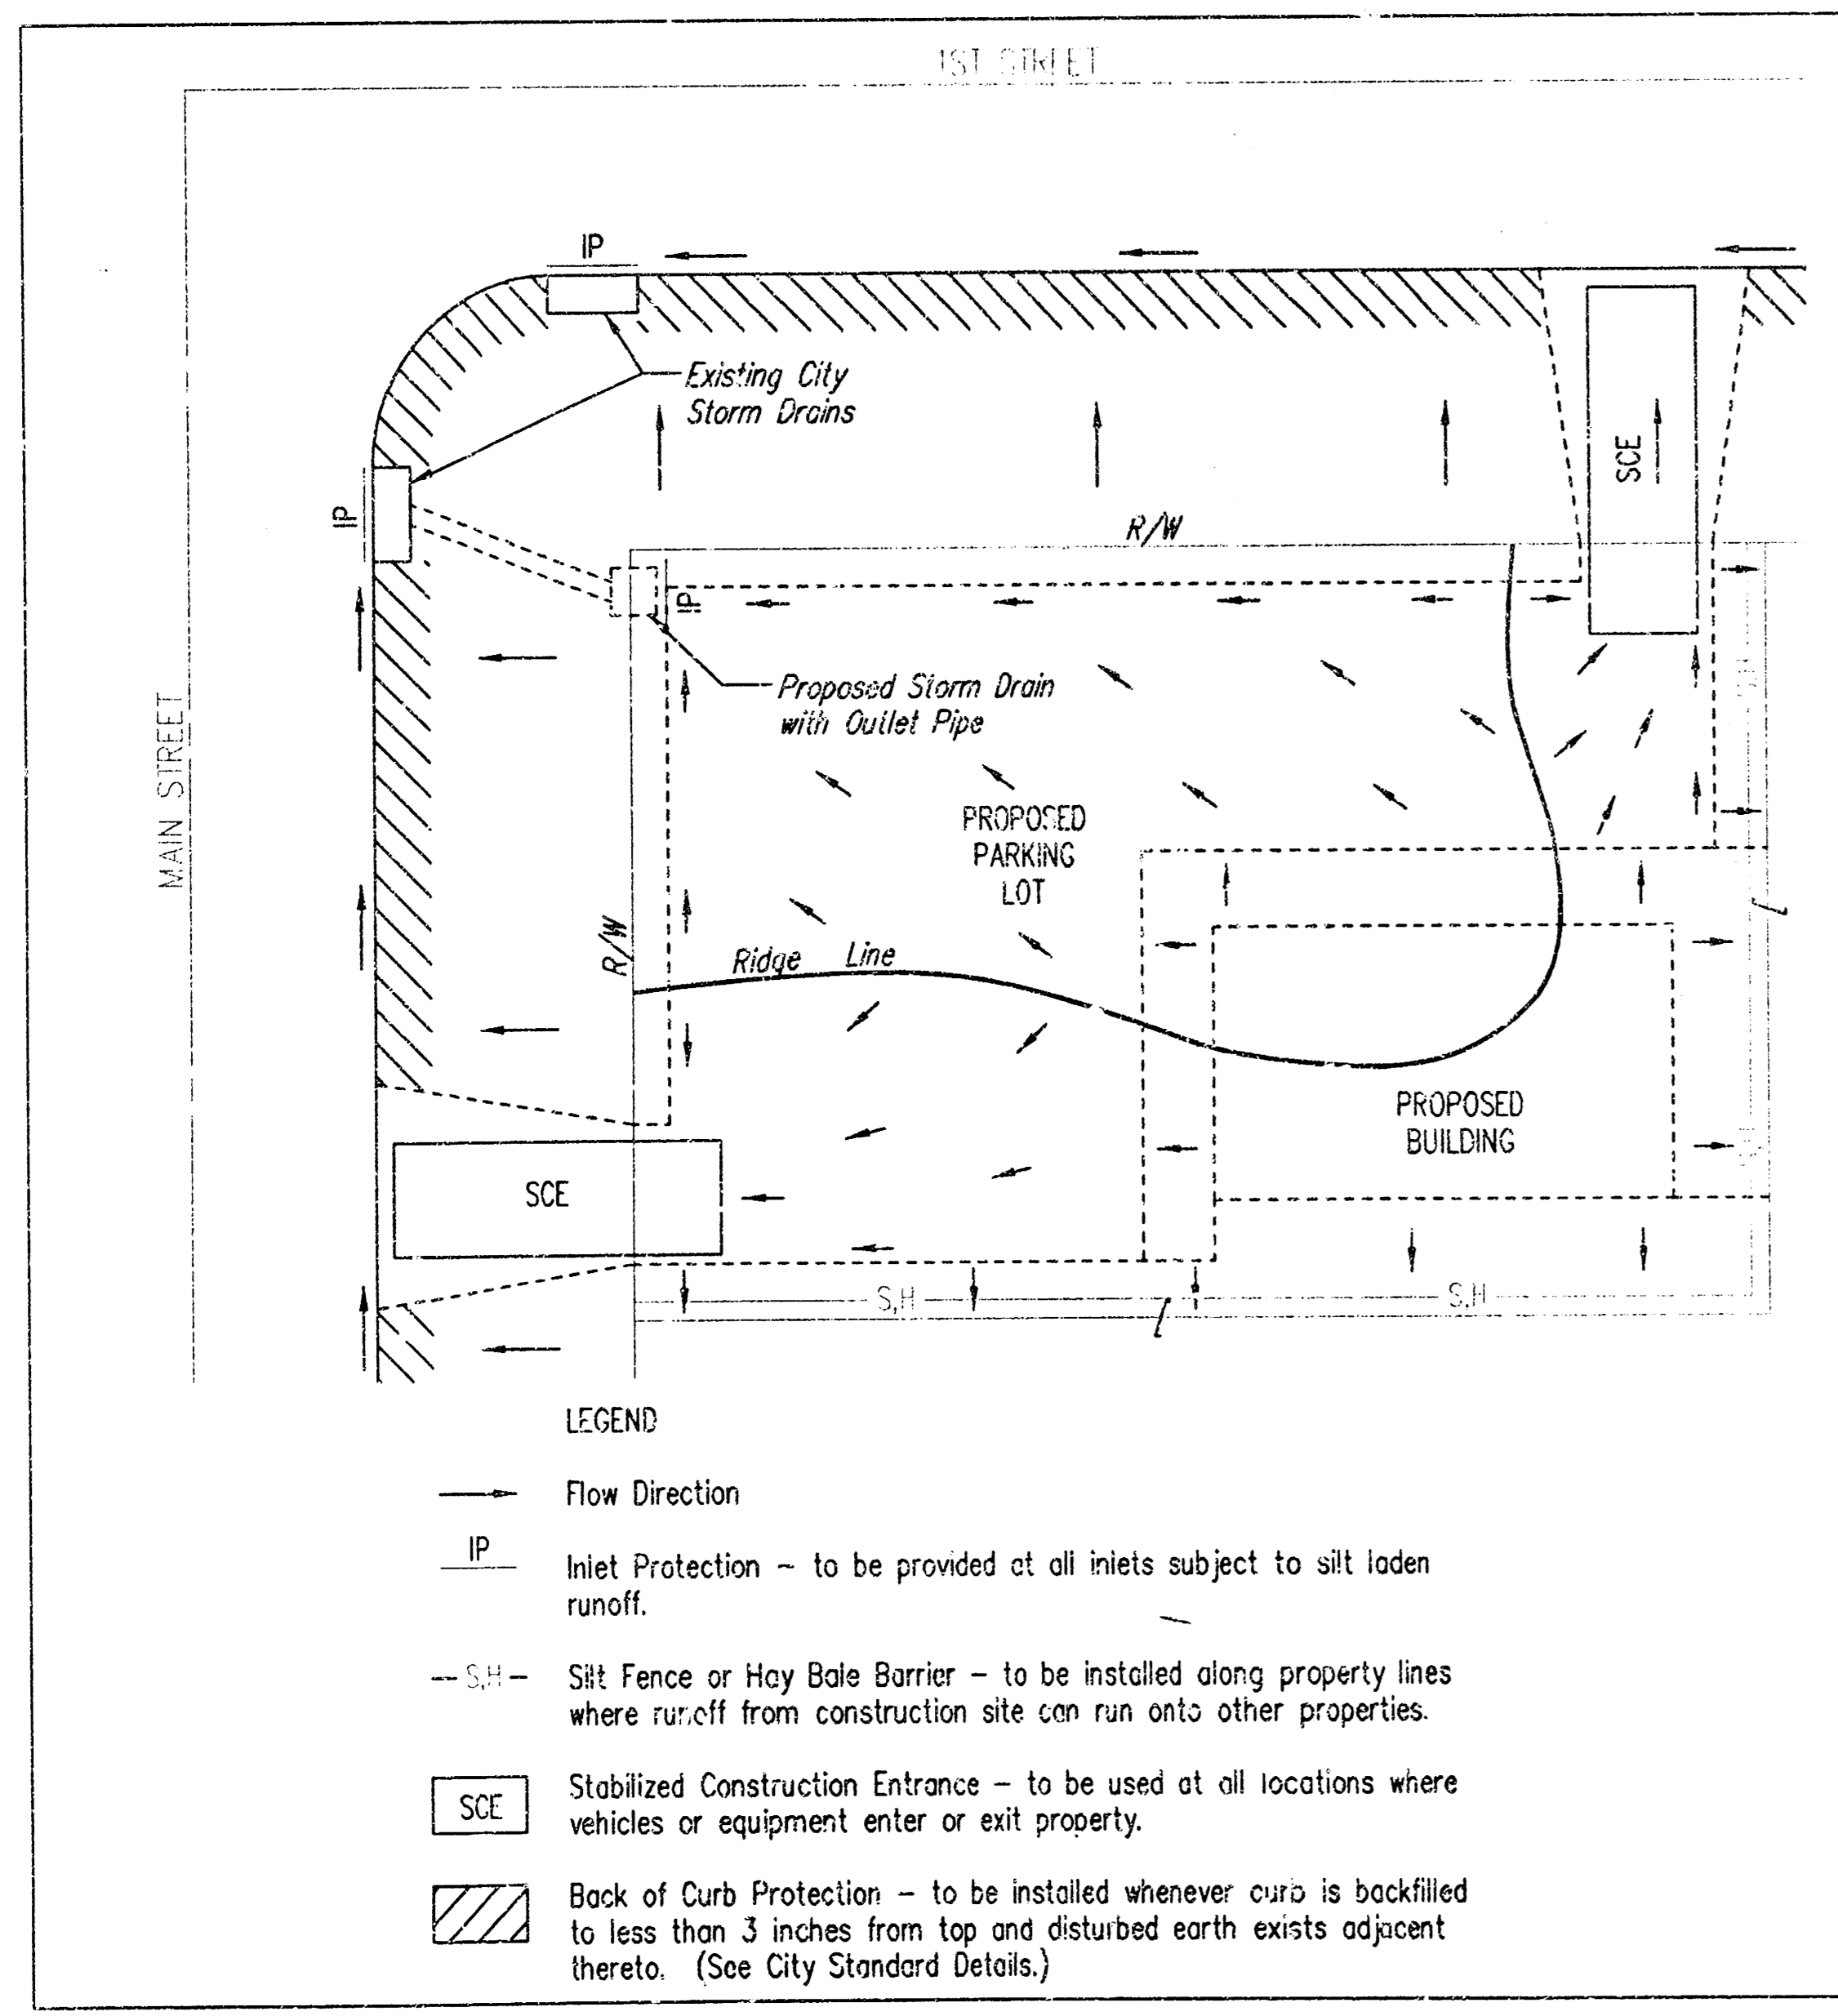 1ST STREET
IP
Existing City
Storm Drains
SCE
IP
R/W
IP
Proposed Storm Drain
with Outlet Pipe
S,H
MAIN STREET
PROPOSED
PARKING
LOT
R/W
Ridge Line
PROPOSED
BUILDING
S,H
SCE
S,H
S,H
LEGEND
Flow Direction
IP
Inlet Protection – to be provided at all inlets subject to silt laden
runoff.
S,H
Silt Fence or Hay Bale Barrier – to be installed along property lines
where runoff from construction site can run onto other properties.
SCE
Stabilized Construction Entrance – to be used at all locations where
vehicles or equipment enter or exit property.
Back of Curb Protection – to be installed whenever curb is backfilled
to less than 3 inches from top and disturbed earth exists adjacent
thereto. (See City Standard Details.)